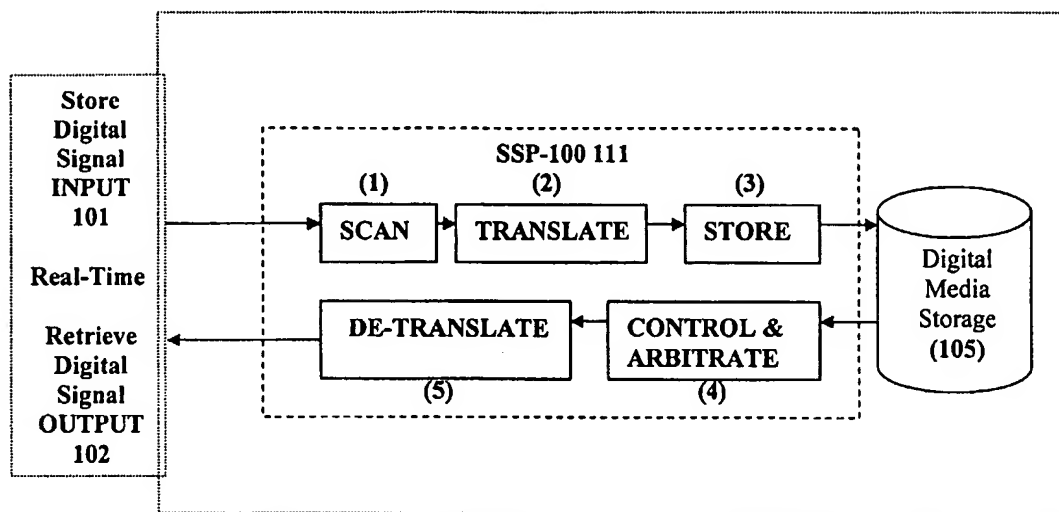 Store
Digital
Signal
INPUT
101
Real-Time
Retrieve
Digital
Signal
OUTPUT
102
SSP-100 111
(1)
(2)
(3)
SCAN
TRANSLATE
STORE
DE-TRANSLATE
CONTROL &
ARBITRATE
(5)
(4)
Digital
Media
Storage
(105)